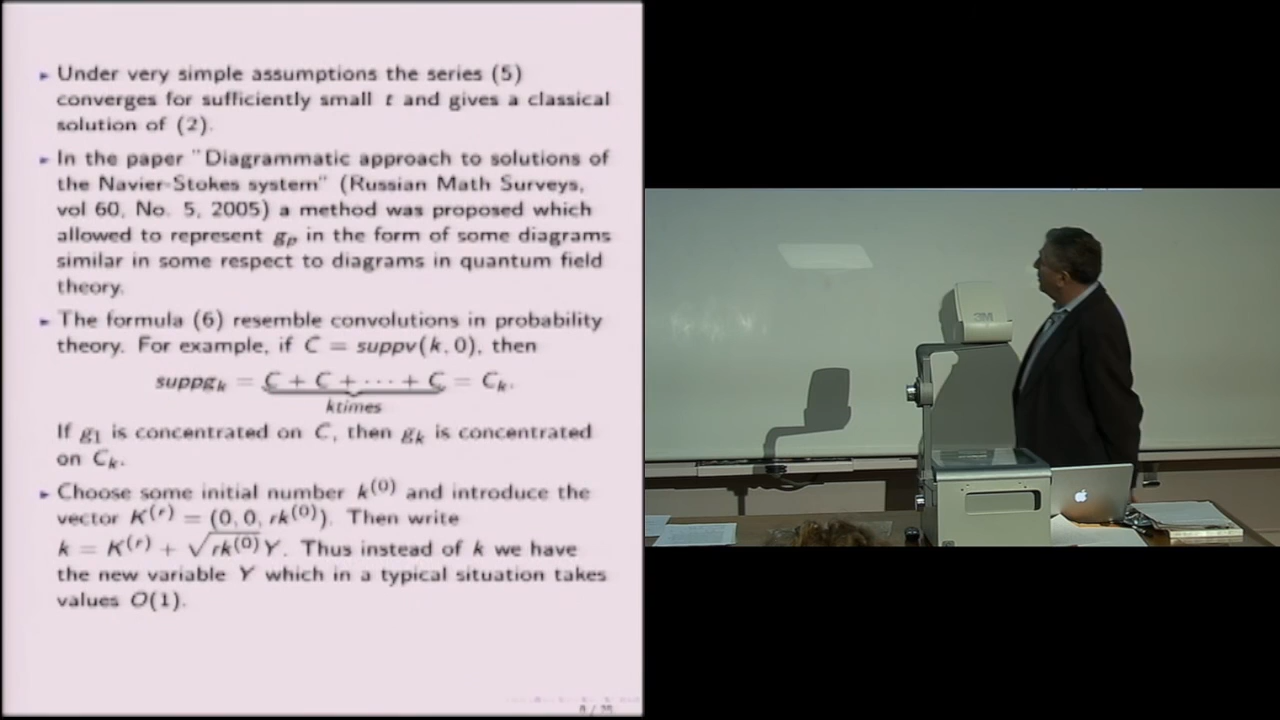 Under very simple assumptions the series (5)
converges for sufficiently small t and gives a classical
solution of (2).
In the paper "Diagrammatic approach to solutions of
the Navier-Stokes system" (Russian Math Surveys,
vol 60, No. 5, 2005) a method was proposed which
allowed to represent g_p in the form of some diagrams
similar in some respect to diagrams in quantum field
theory.
The formula (6) resemble convolutions in probability
theory. For example, if C = suppv(k, 0), then
suppg_k = C + C + ··· + C = C_k.
ktimes
If g_1 is concentrated on C, then g_k is concentrated
on C_k.
Choose some initial number k^(0) and introduce the
vector K^(r) = (0, 0, rk^(0)). Then write
k = K^(r) + √rk^(0) Y. Thus instead of k we have
the new variable Y which in a typical situation takes
values O(1).
3M